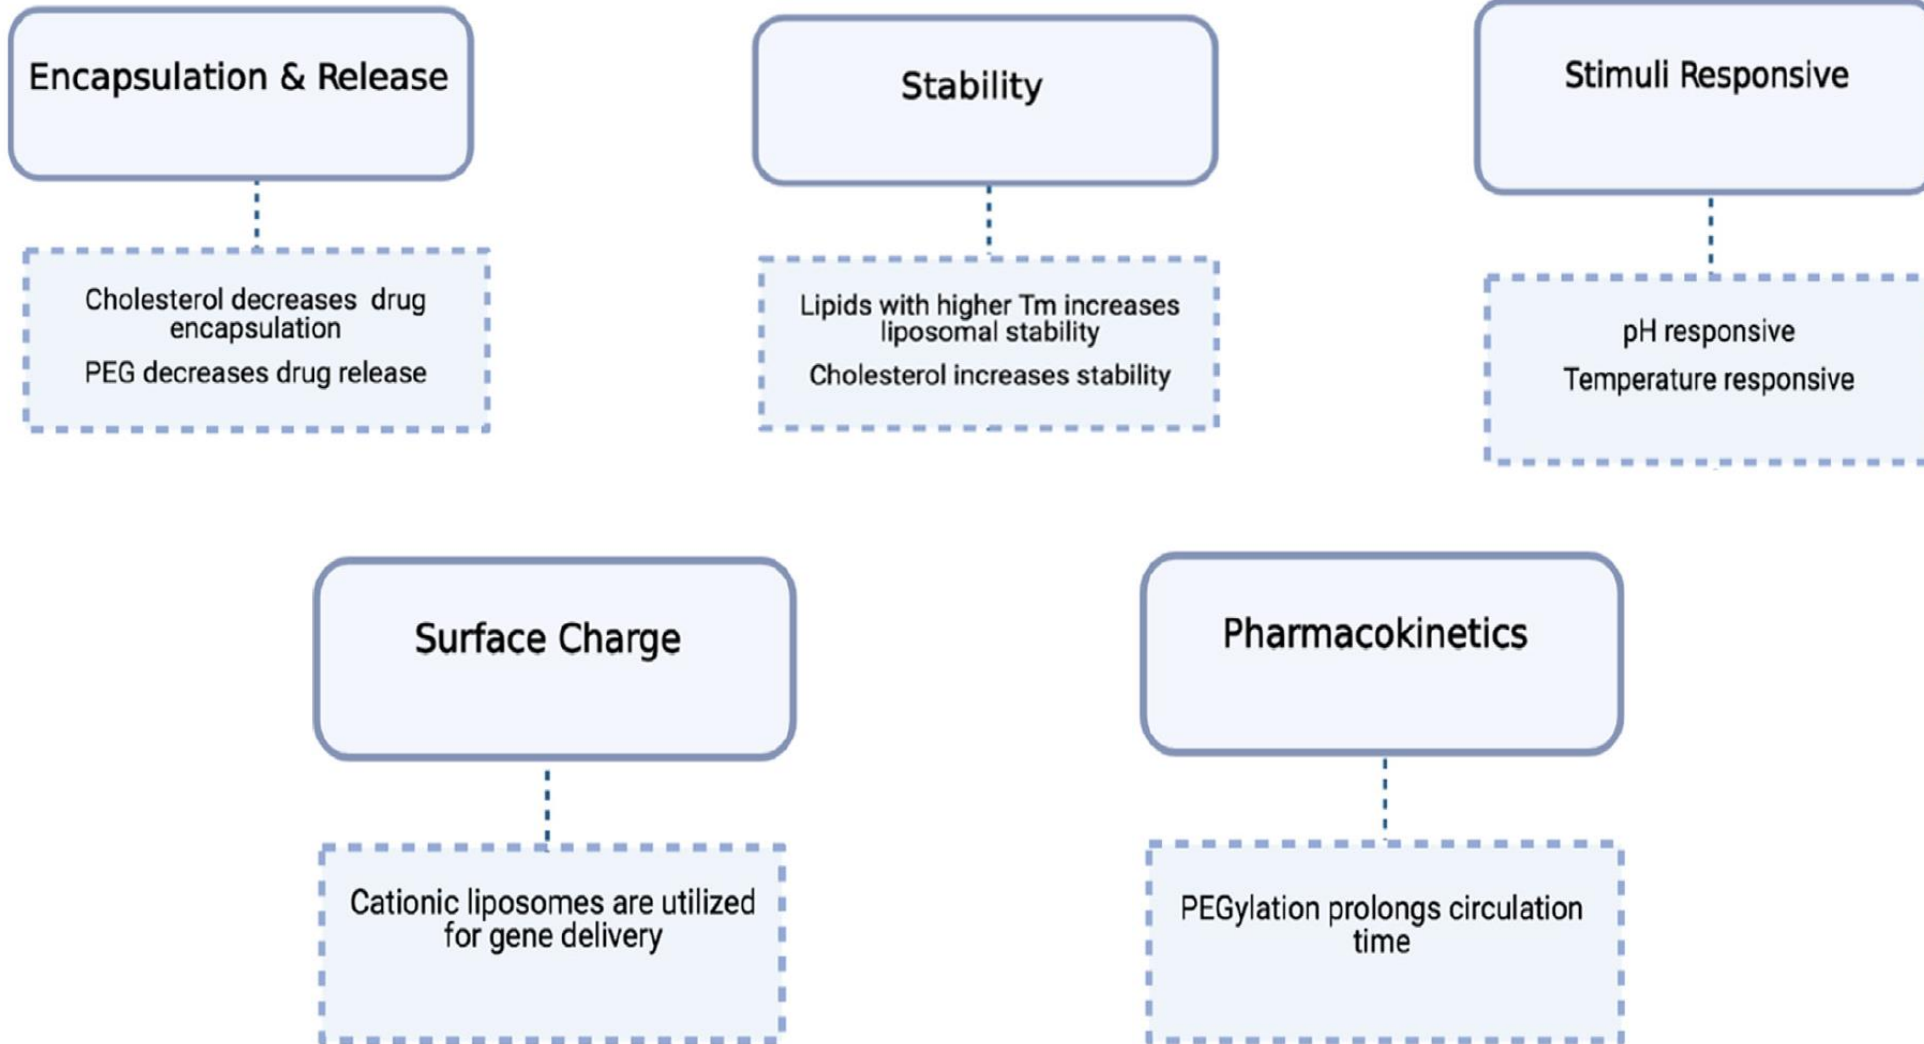 Encapsulation & Release
Cholesterol decreases drug
encapsulation
PEG decreases drug release
Stability
Lipids with higher Tm increases
liposomal stability
Cholesterol increases stability
Stimuli Responsive
pH responsive
Temperature responsive
Surface Charge
Cationic liposomes are utilized
for gene delivery
Pharmacokinetics
PEGylation prolongs circulation
time